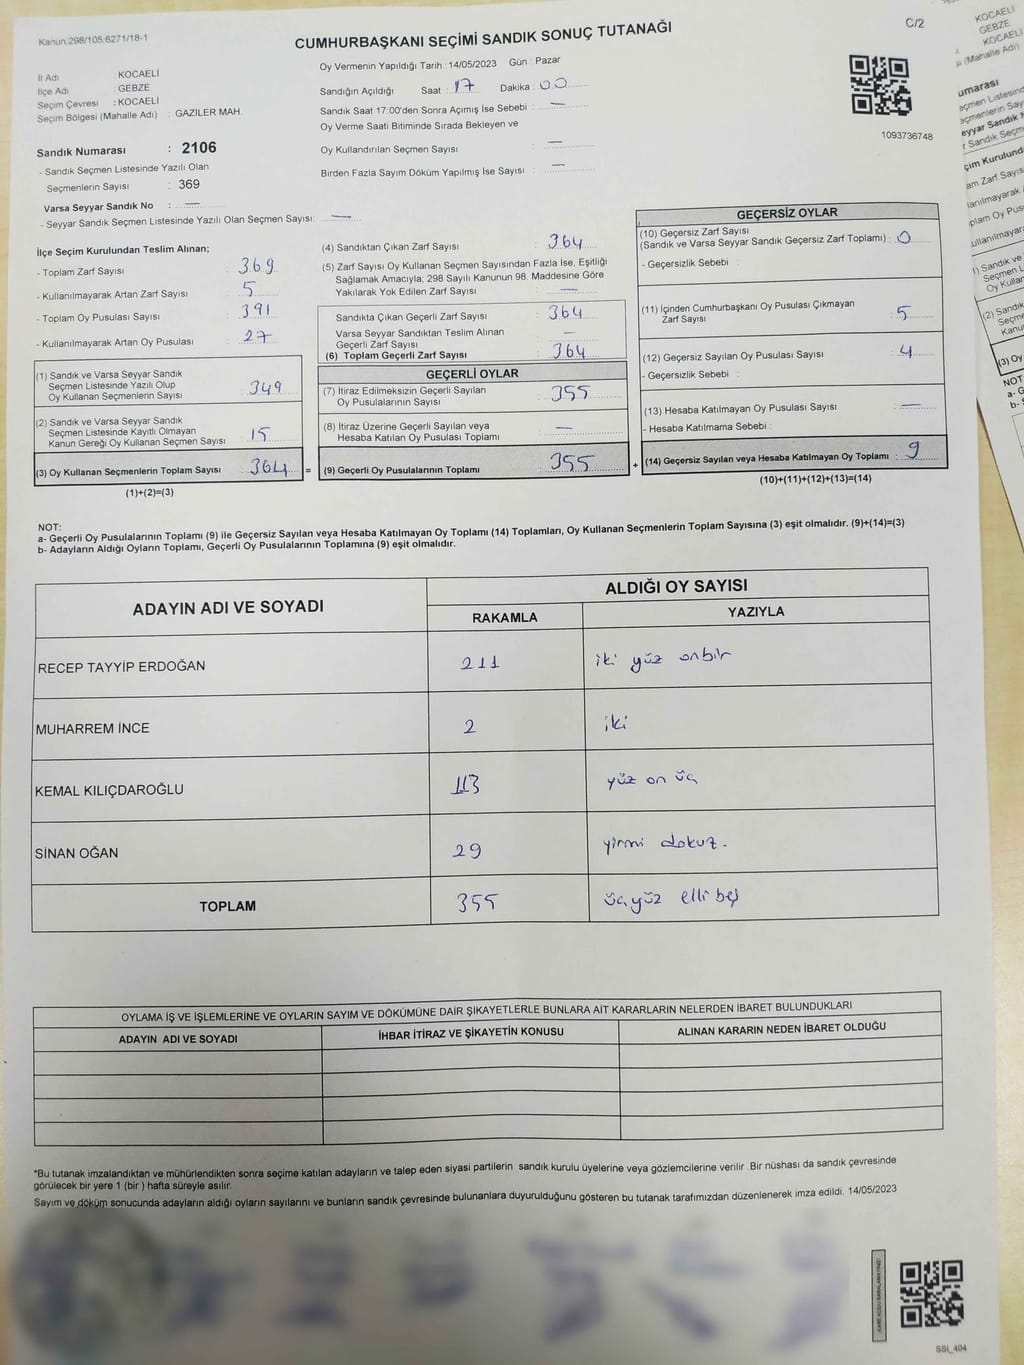 Kanun:298/105,6271/18-1
CUMHURBAŞKANI SEÇİMİ SANDIK SONUÇ TUTANAĞI
C/2
İl Adı : KOCAELİ
İlçe Adı : GEBZE
Seçim Çevresi : KOCAELİ
Seçim Bölgesi (Mahalle Adı) : GAZİLER MAH.
Oy Vermenin Yapıldığı Tarih : 14/05/2023 Gün : Pazar
Sandığın Açıldığı Saat : 17 Dakika : 00
Sandık Saat 17:00'den Sonra Açımış İse Sebebi : —
Oy Verme Saati Bitiminde Sırada Bekleyen ve
Oy Kullandırılan Seçmen Sayısı : —
Birden Fazla Sayım Döküm Yapılmış İse Sayısı : —
1093736748
Sandık Numarası : 2106
- Sandık Seçmen Listesinde Yazılı Olan
Seçmenlerin Sayısı : 369
Varsa Seyyar Sandık No : —
- Seyyar Sandık Seçmen Listesinde Yazılı Olan Seçmen Sayısı: —
İlçe Seçim Kurulundan Teslim Alınan;
- Toplam Zarf Sayısı : 369
- Kullanılmayarak Artan Zarf Sayısı : 5
- Toplam Oy Pusulası Sayısı : 391
- Kullanılmayarak Artan Oy Pusulası : 27
(1) Sandık ve Varsa Seyyar Sandık
Seçmen Listesinde Yazılı Olup
Oy Kullanan Seçmenlerin Sayısı : 349
(2) Sandık ve Varsa Seyyar Sandık
Seçmen Listesinde Kayıtlı Olmayan
Kanun Gereği Oy Kullanan Seçmen Sayısı : 15
(3) Oy Kullanan Seçmenlerin Toplam Sayısı : 364
(1)+(2)=(3)
=
(4) Sandıktan Çıkan Zarf Sayısı : 364
(5) Zarf Sayısı Oy Kullanan Seçmen Sayısından Fazla İse, Eşitliği
Sağlamak Amacıyla; 298 Sayılı Kanunun 98. Maddesine Göre
Yakılarak Yok Edilen Zarf Sayısı : —
Sandıkta Çıkan Geçerli Zarf Sayısı : 364
Varsa Seyyar Sandıktan Teslim Alınan
Geçerli Zarf Sayısı : —
(6) Toplam Geçerli Zarf Sayısı : 364
GEÇERLİ OYLAR
(7) İtiraz Edilmeksizin Geçerli Sayılan
Oy Pusulalarının Sayısı : 355
(8) İtiraz Üzerine Geçerli Sayılan veya
Hesaba Katılan Oy Pusulası Toplamı : —
(9) Geçerli Oy Pusulalarının Toplamı : 355
+
GEÇERSİZ OYLAR
(10) Geçersiz Zarf Sayısı
(Sandık ve Varsa Seyyar Sandık Geçersiz Zarf Toplamı) : 0
- Geçersizlik Sebebi :
(11) İçinden Cumhurbaşkanı Oy Pusulası Çıkmayan
Zarf Sayısı : 5
(12) Geçersiz Sayılan Oy Pusulası Sayısı : 4
- Geçersizlik Sebebi :
(13) Hesaba Katılmayan Oy Pusulası Sayısı : —
- Hesaba Katılmama Sebebi :
(14) Geçersiz Sayılan veya Hesaba Katılmayan Oy Toplamı : 9
(10)+(11)+(12)+(13)=(14)
NOT:
a- Geçerli Oy Pusulalarının Toplamı (9) ile Geçersiz Sayılan veya Hesaba Katılmayan Oy Toplamı (14) Toplamları, Oy Kullanan Seçmenlerin Toplam Sayısına (3) eşit olmalıdır. (9)+(14)=(3)
b- Adayların Aldığı Oyların Toplamı, Geçerli Oy Pusulalarının Toplamına (9) eşit olmalıdır.
ADAYIN ADI VE SOYADI
ALDIĞI OY SAYISI
RAKAMLA YAZIYLA
RECEP TAYYİP ERDOĞAN 211 iki yüz onbir
MUHARREM İNCE 2 iki
KEMAL KILIÇDAROĞLU 113 yüz on üç
SİNAN OĞAN 29 yirmi dokuz.
TOPLAM 355 üçyüz elli beş
OYLAMA İŞ VE İŞLEMLERİNE VE OYLARIN SAYIM VE DÖKÜMÜNE DAİR ŞİKAYETLERLE BUNLARA AİT KARARLARIN NELERDEN İBARET BULUNDUKLARI
ADAYIN ADI VE SOYADI İHBAR İTİRAZ VE ŞİKAYETİN KONUSU ALINAN KARARIN NEDEN İBARET OLDUĞU
*Bu tutanak imzalandıktan ve mühürlendikten sonra seçime katılan adayların ve talep eden siyasi partilerin sandık kurulu üyelerine veya gözlemcilerine verilir .Bir nüshası da sandık çevresinde
görülecek bir yere 1 (bir ) hafta süreyle asılır.
Sayım ve döküm sonucunda adayların aldığı oyların sayılarını ve bunların sandık çevresinde bulunanlara duyurulduğunu gösteren bu tutanak tarafımızdan düzenlenerek imza edildi. 14/05/2023
SSI_404
KOCAELİ
GEBZE
KOCAELİ
(Mahalle Adı)